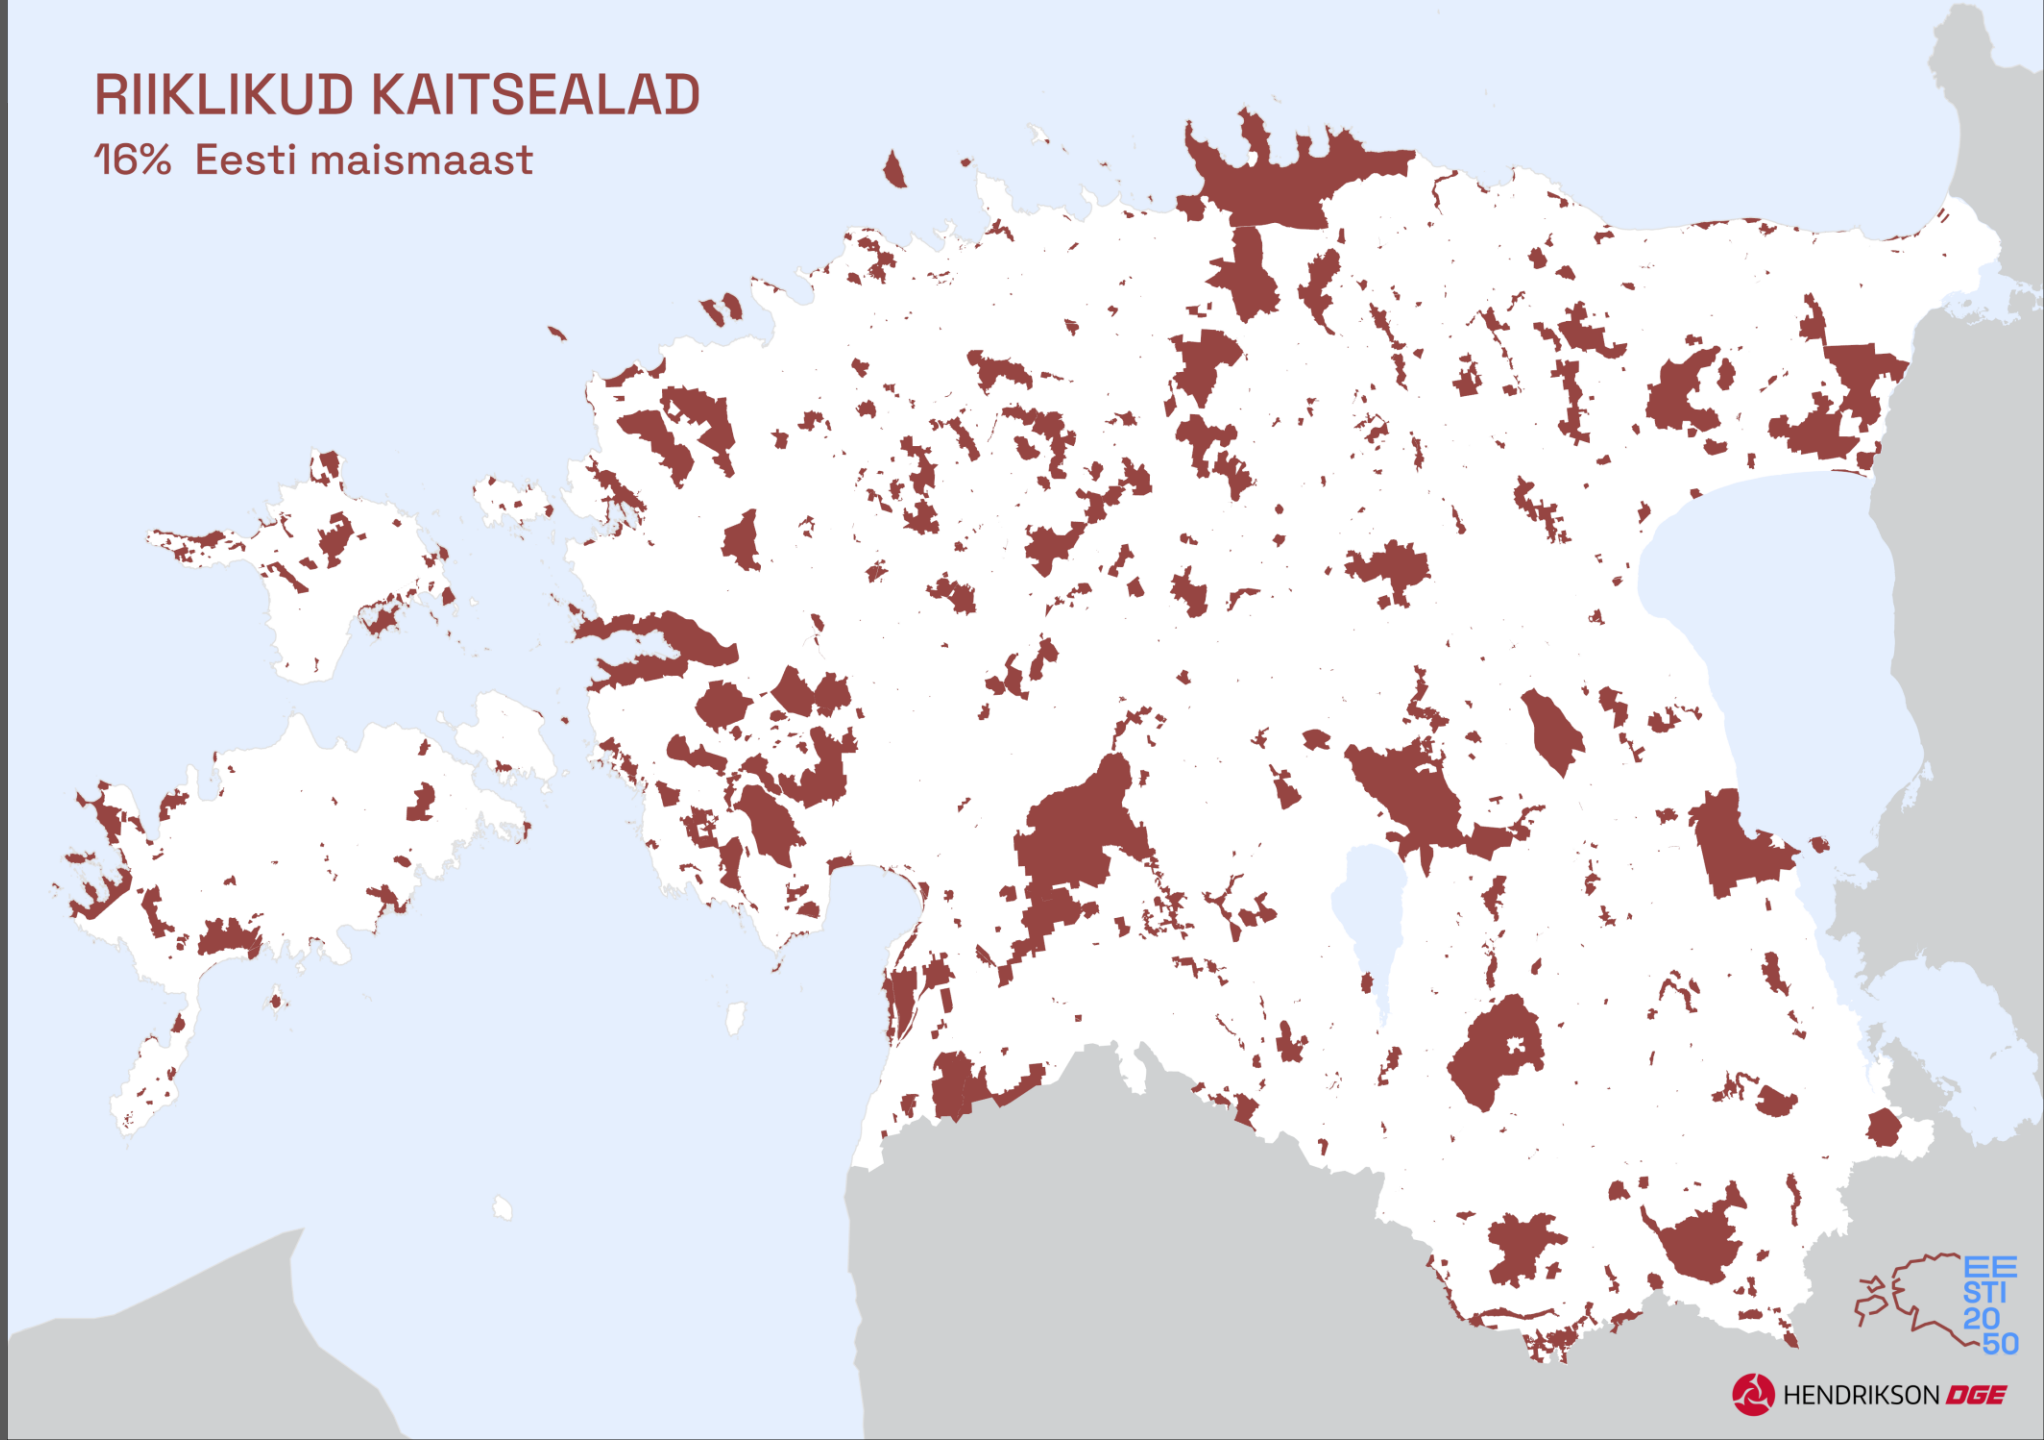 RIIKLIKUD KAITSEALAD
16% Eesti maismaast
EE
STI
20
50
HENDRIKSON DGE